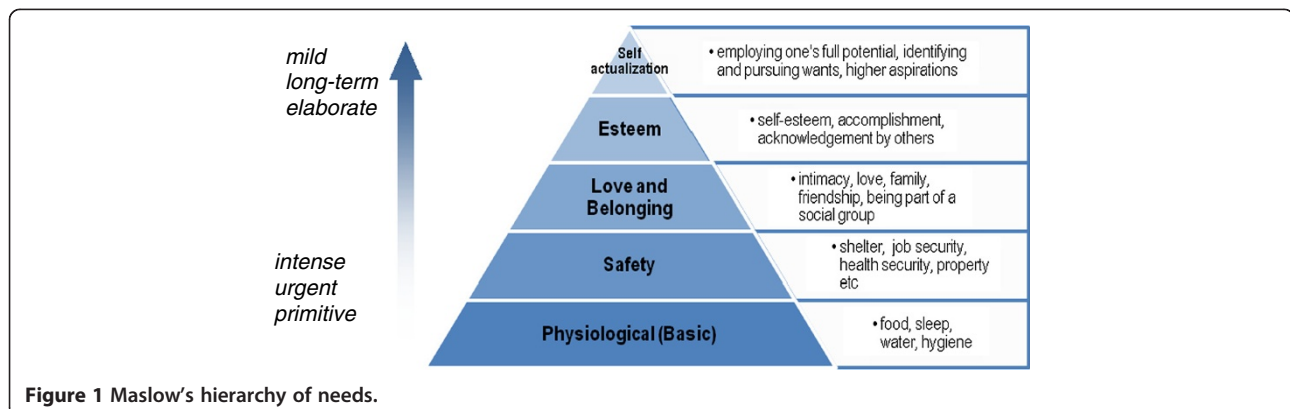 mild
long-term
elaborate
intense
urgent
primitive
Self
actualization
• employing one's full potential, identifying
and pursuing wants, higher aspirations
Esteem
• self-esteem, accomplishment,
acknowledgement by others
Love and
Belonging
• intimacy, love, family,
friendship, being part of a
social group
Safety
• shelter, job security,
health security, property
etc
Physiological (Basic)
• food, sleep,
water, hygiene
Figure 1 Maslow's hierarchy of needs.